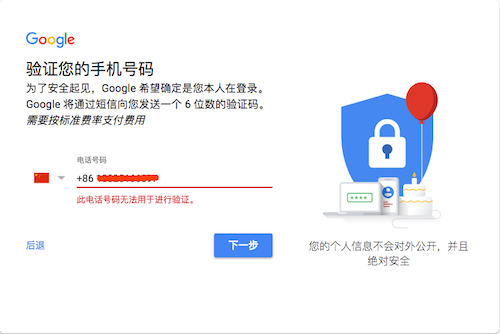 Google
验证您的手机号码
为了安全起见，Google 希望确定是您本人在登录。
Google 将通过短信向您发送一个 6 位数的验证码。
需要按标准费率支付费用
电话号码
+86
此电话号码无法用于进行验证。
后退
下一步
您的个人信息不会对外公开，并且
绝对安全